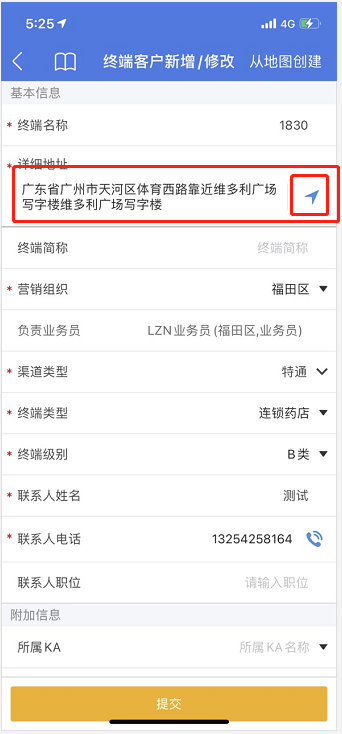 5:25
4G
终端客户新增/修改
从地图创建
基本信息
* 终端名称 1830
* 详细地址
广东省广州市天河区体育西路靠近维多利广场
写字楼维多利广场写字楼
终端简称 终端简称
* 营销组织 福田区
负责业务员 LZN业务员(福田区,业务员)
* 渠道类型 特通
* 终端类型 连锁药店
* 终端级别 B类
* 联系人姓名 测试
* 联系人电话 13254258164
联系人职位 请输入职位
附加信息
所属KA 所属KA名称
提交